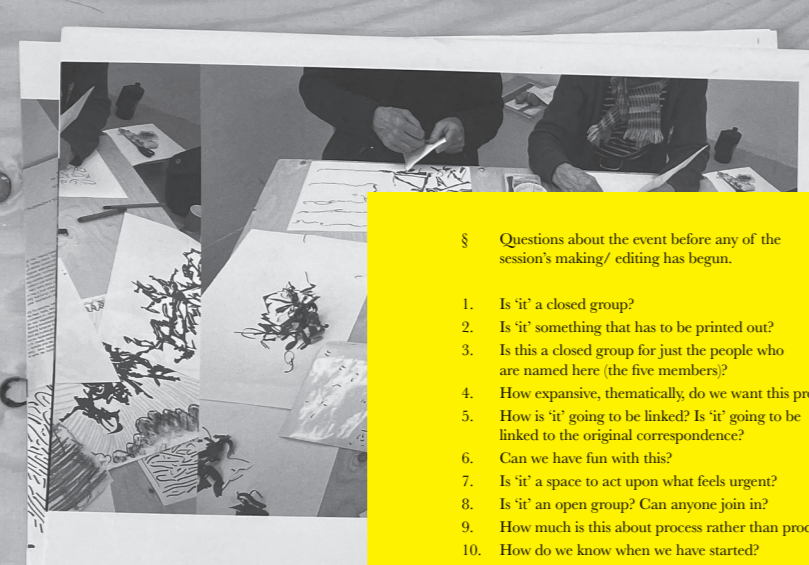 § Questions about the event before any of the
session's making/ editing has begun.
1. Is 'it' a closed group?
2. Is 'it' something that has to be printed out?
3. Is this a closed group for just the people who
are named here (the five members)?
4. How expansive, thematically, do we want this
5. How is 'it' going to be linked? Is 'it' going to be
linked to the original correspondence?
6. Can we have fun with this?
7. Is 'it' a space to act upon what feels urgent?
8. Is 'it' an open group? Can anyone join in?
9. How much is this about process rather than
10. How do we know when we have started?